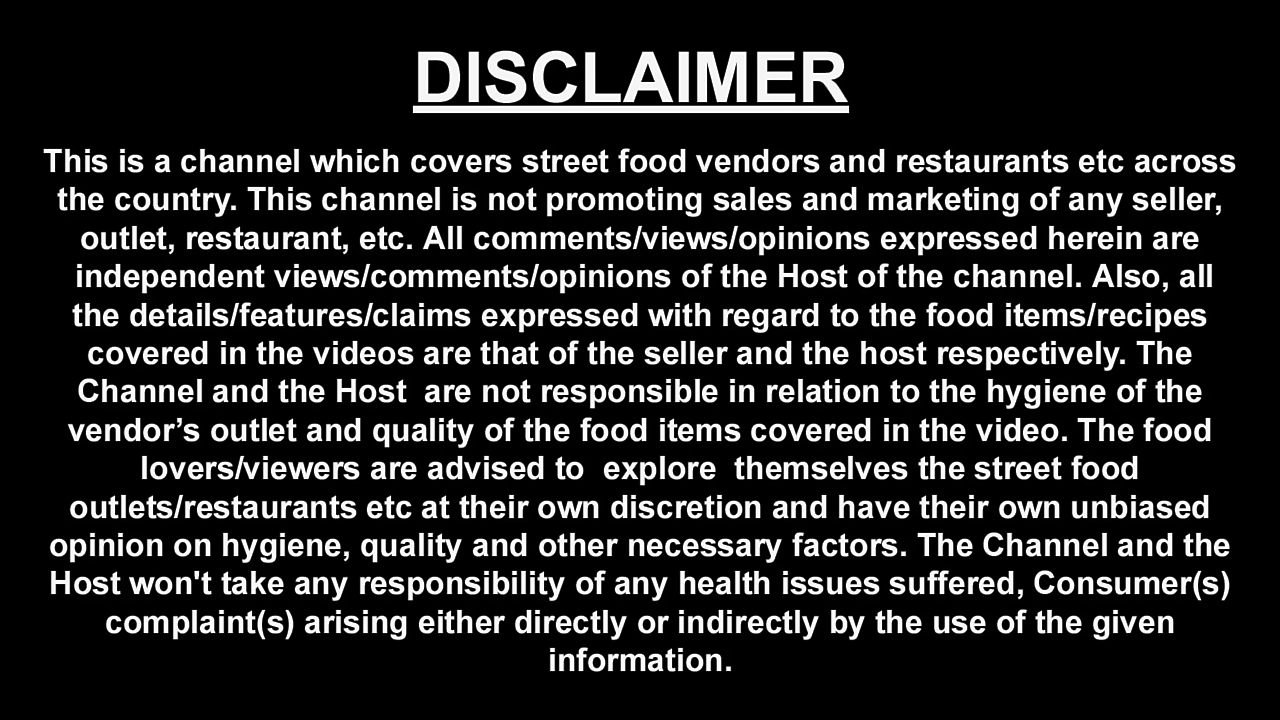 DISCLAIMER
This is a channel which covers street food vendors and restaurants etc across
the country. This channel is not promoting sales and marketing of any seller,
outlet, restaurant, etc. All comments/views/opinions expressed herein are
independent views/comments/opinions of the Host of the channel. Also, all
the details/features/claims expressed with regard to the food items/recipes
covered in the videos are that of the seller and the host respectively. The
Channel and the Host  are not responsible in relation to the hygiene of the
vendor’s outlet and quality of the food items covered in the video. The food
lovers/viewers are advised to  explore  themselves the street food
outlets/restaurants etc at their own discretion and have their own unbiased
opinion on hygiene, quality and other necessary factors. The Channel and the
Host won't take any responsibility of any health issues suffered, Consumer(s)
complaint(s) arising either directly or indirectly by the use of the given
information.